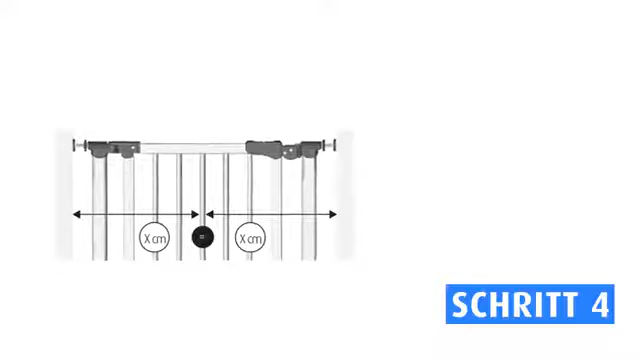 X cm = X cm
SCHRITT 4